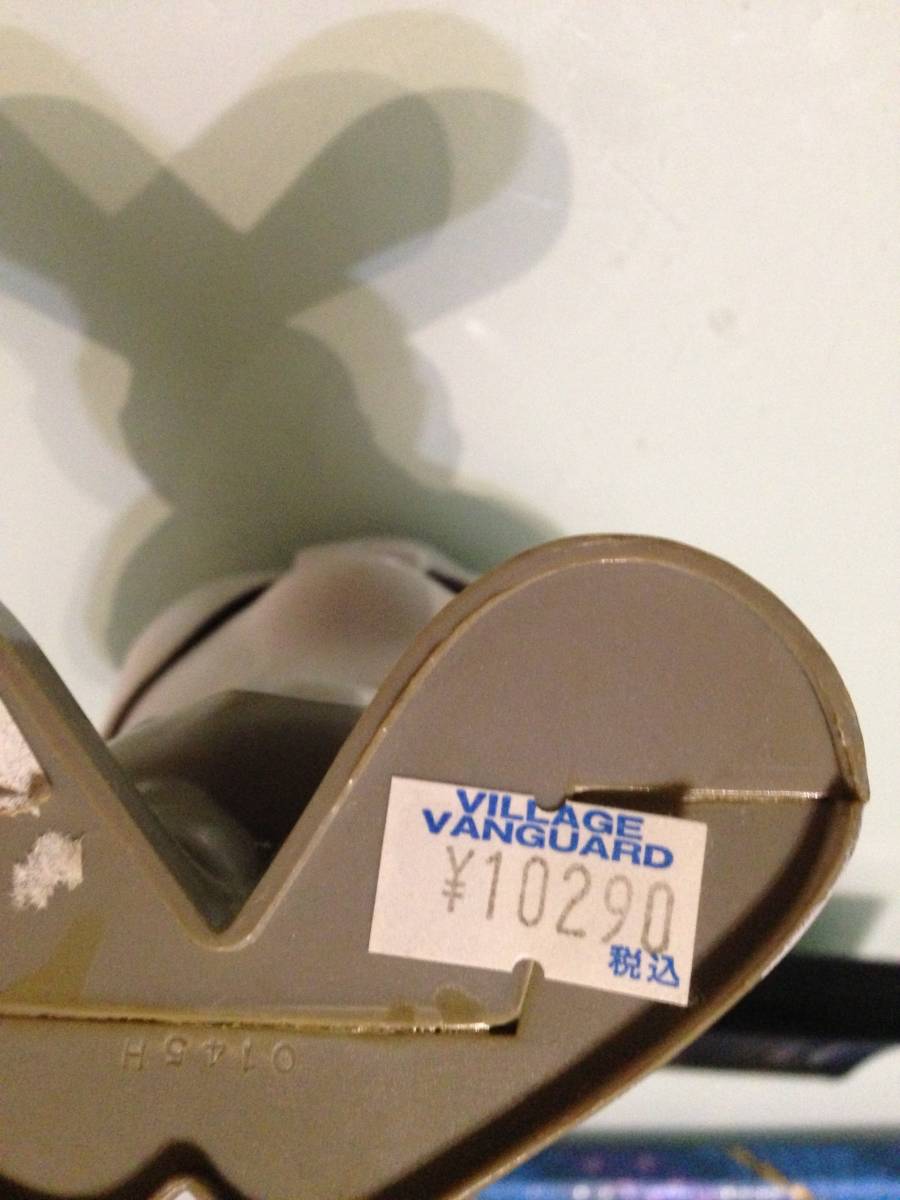 VILLAGE
VANGUARD
¥10290
税込
0145H